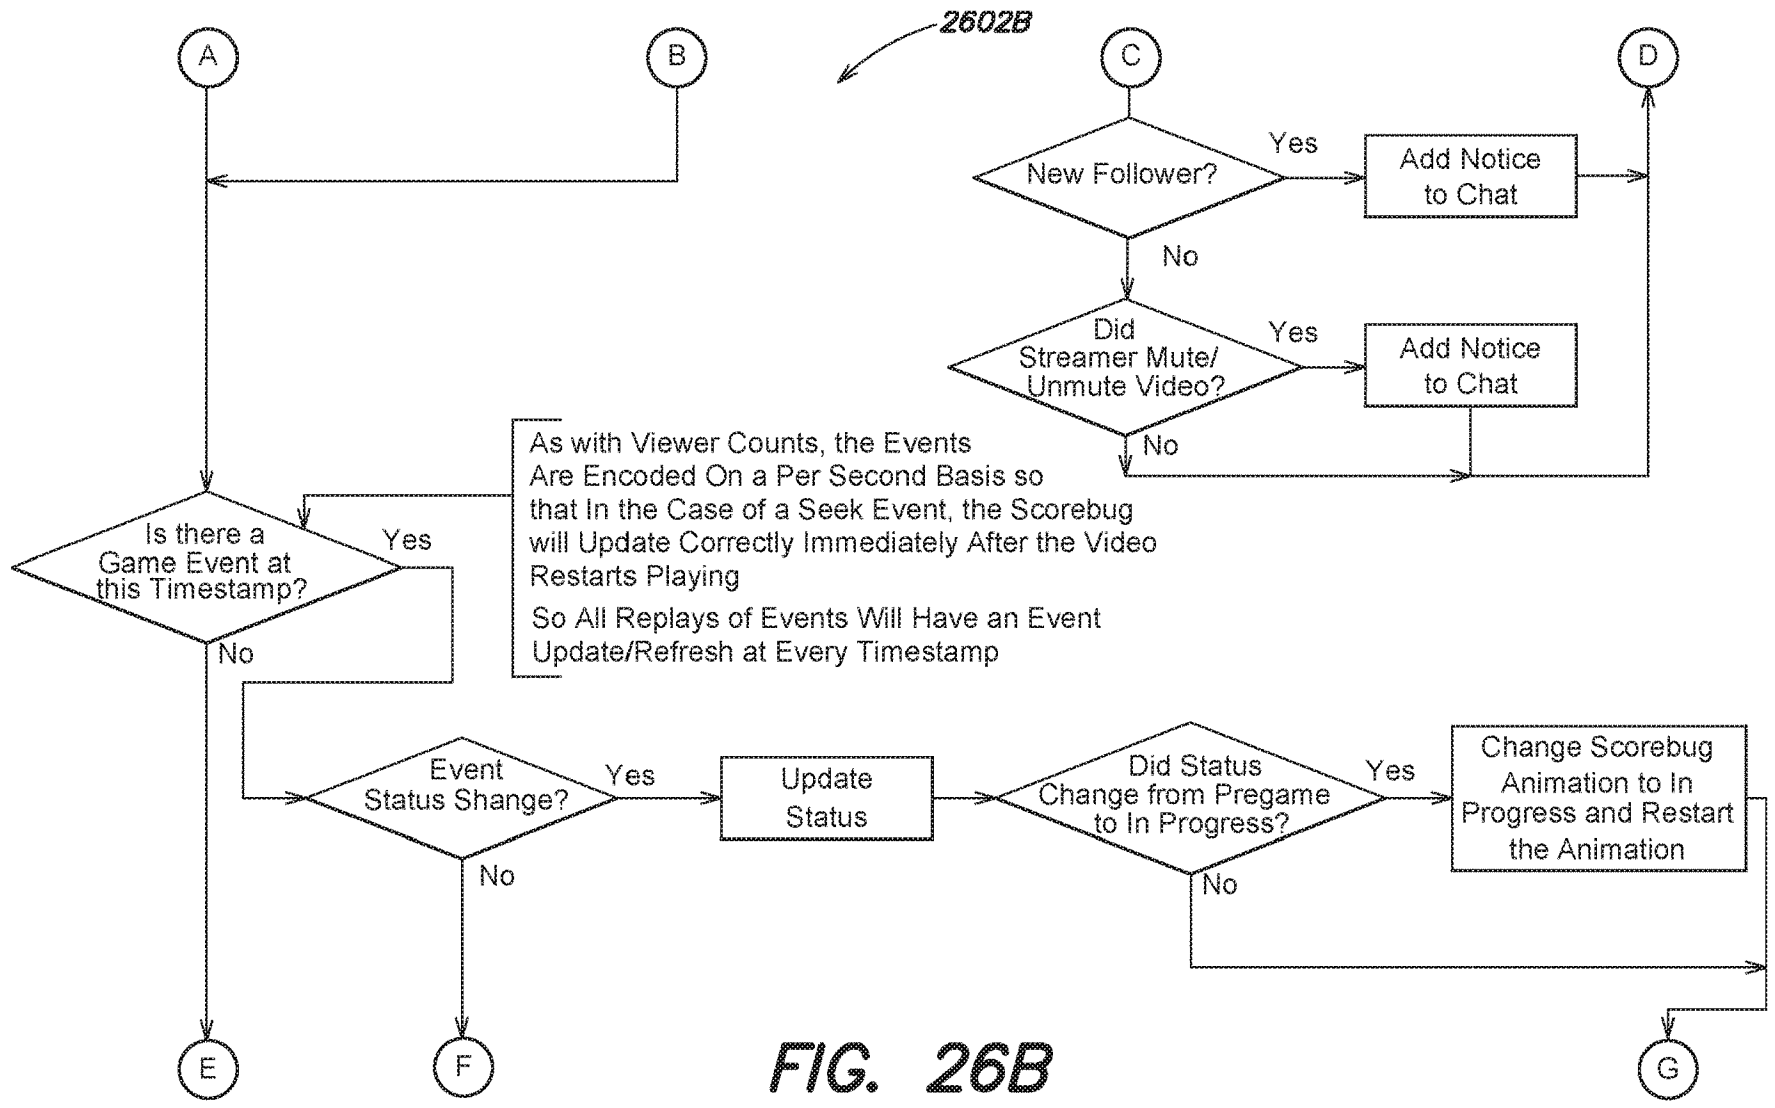 2602B
A
B
C
D
New Follower?
Yes
Add Notice
to Chat
No
Did
Streamer Mute/
Unmute Video?
Yes
Add Notice
to Chat
No
As with Viewer Counts, the Events
Are Encoded On a Per Second Basis so
that In the Case of a Seek Event, the Scorebug
will Update Correctly Immediately After the Video
Restarts Playing
So All Replays of Events Will Have an Event
Update/Refresh at Every Timestamp
Is there a
Game Event at
this Timestamp?
Yes
No
Event
Status Shange?
Yes
No
Update
Status
Did Status
Change from Pregame
to In Progress?
Yes
No
Change Scorebug
Animation to In
Progress and Restart
the Animation
E
F
G
FIG. 26B